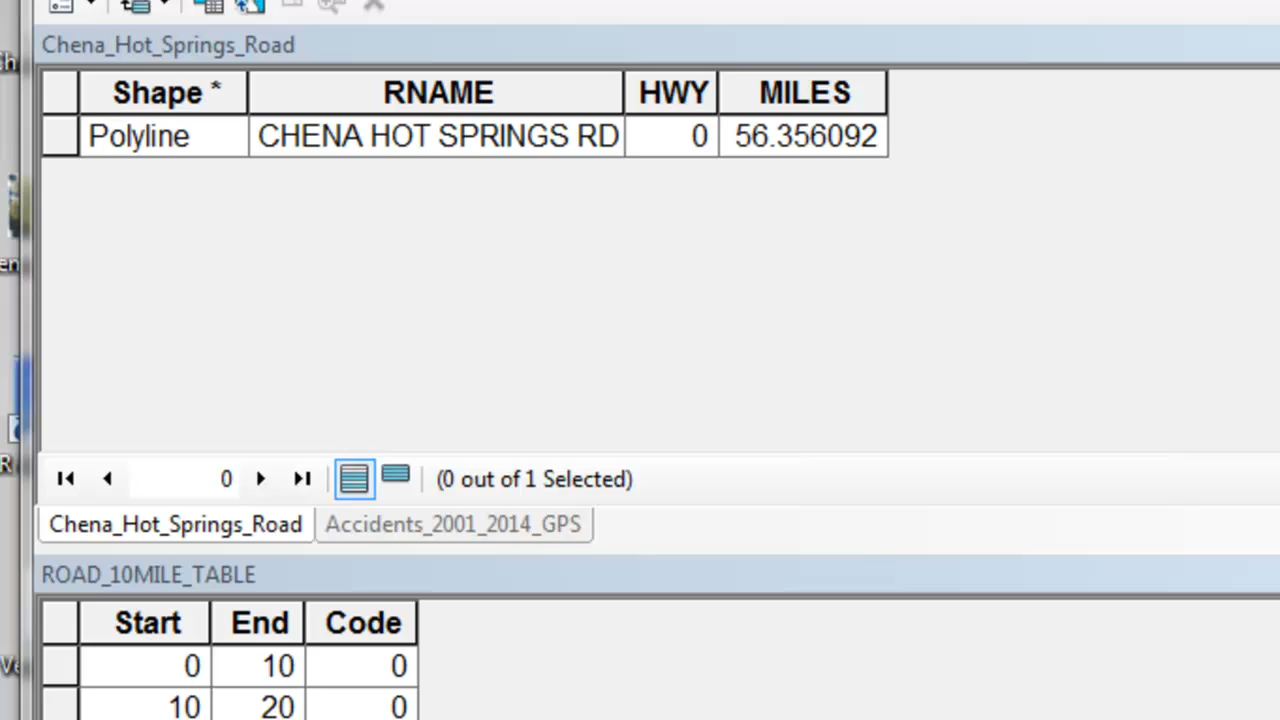 Chena_Hot_Springs_Road
Shape * RNAME HWY MILES
Polyline CHENA HOT SPRINGS RD 0 56.356092
0 (0 out of 1 Selected)
Chena_Hot_Springs_Road Accidents_2001_2014_GPS
ROAD_10MILE_TABLE
Start End Code
0 10 0
10 20 0